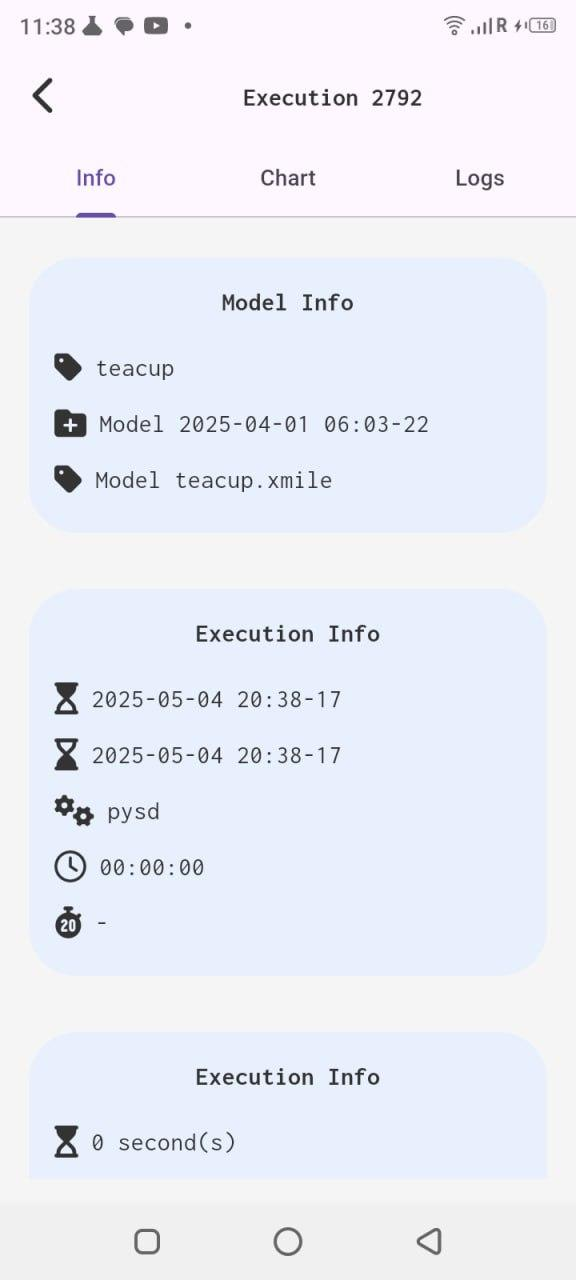 11:38 R 16
Execution 2792
Info Chart Logs
Model Info
teacup
Model 2025-04-01 06:03-22
Model teacup.xmile
Execution Info
2025-05-04 20:38-17
2025-05-04 20:38-17
pysd
00:00:00
20 -
Execution Info
0 second(s)